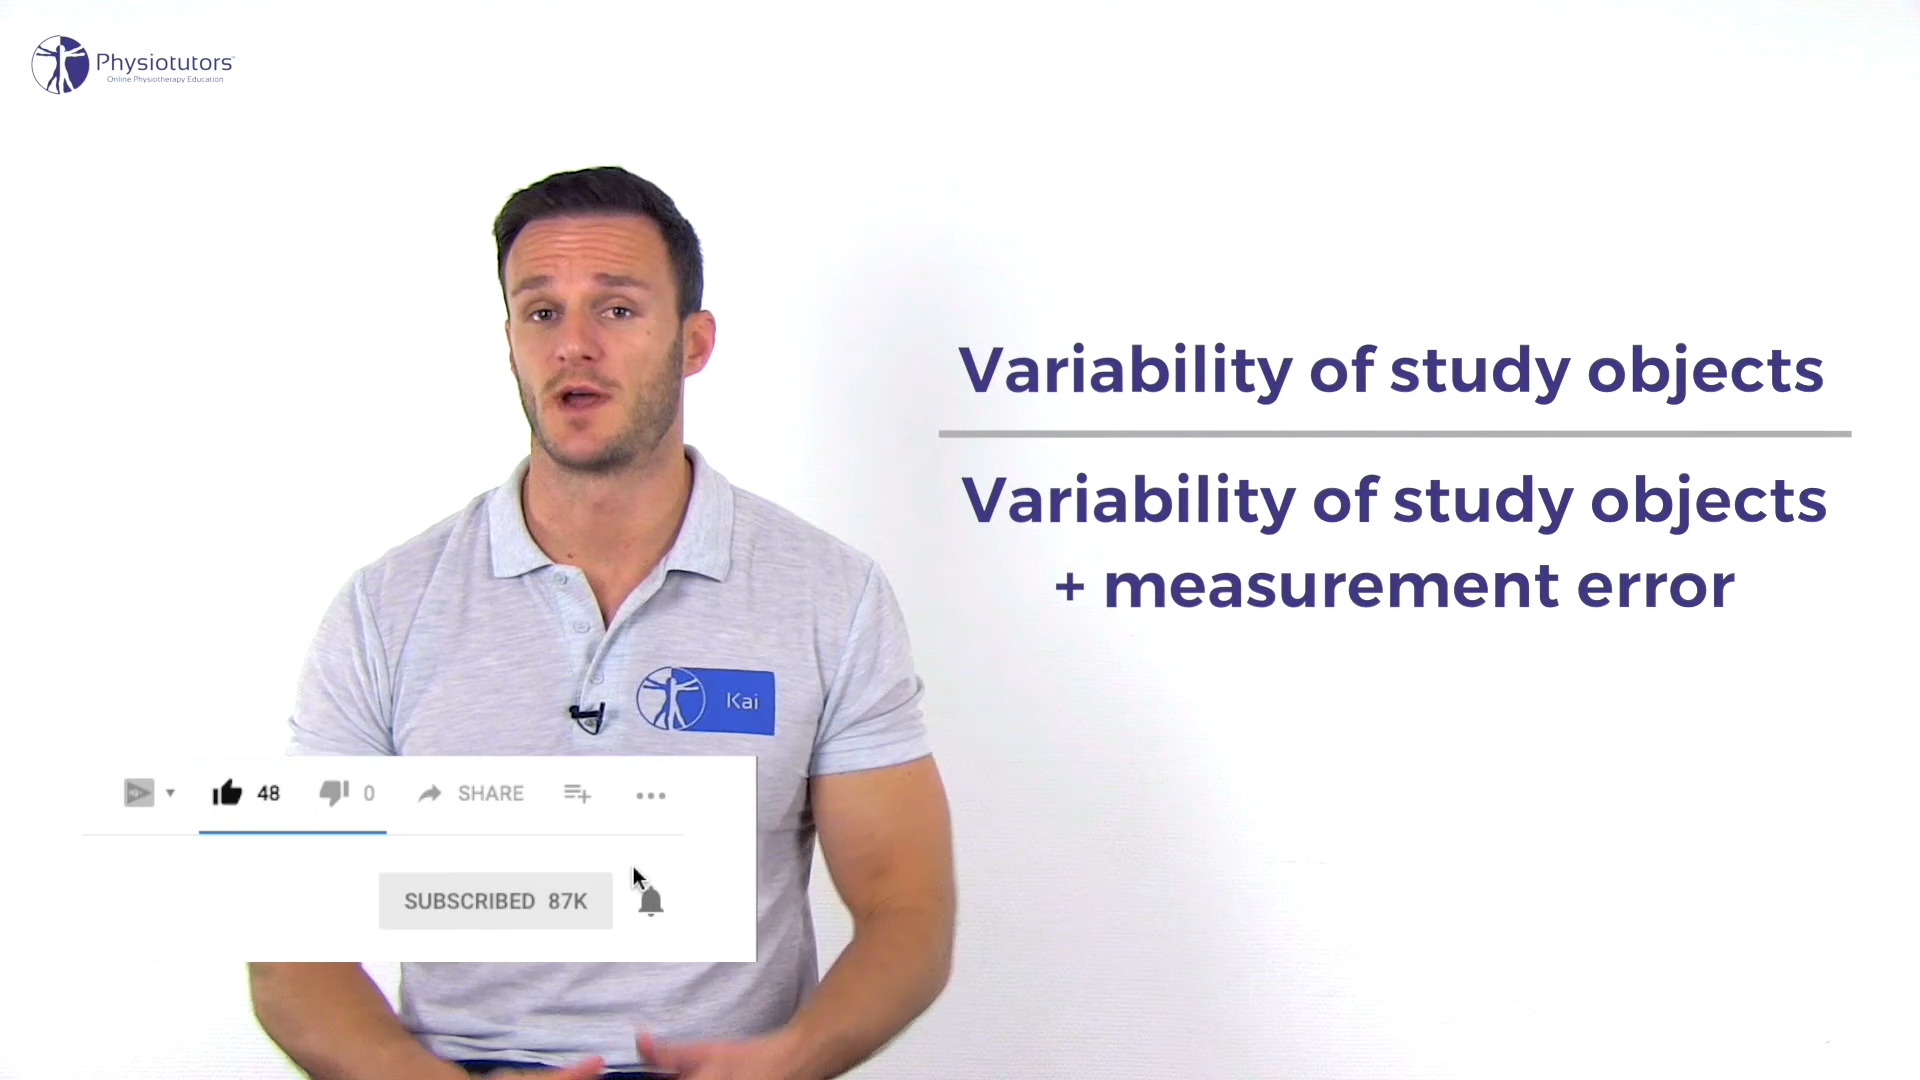 Physiotutors
Online Physiotherapy Education
Variability of study objects
Variability of study objects
+ measurement error
Kai
48
0
SHARE
SUBSCRIBED 87K